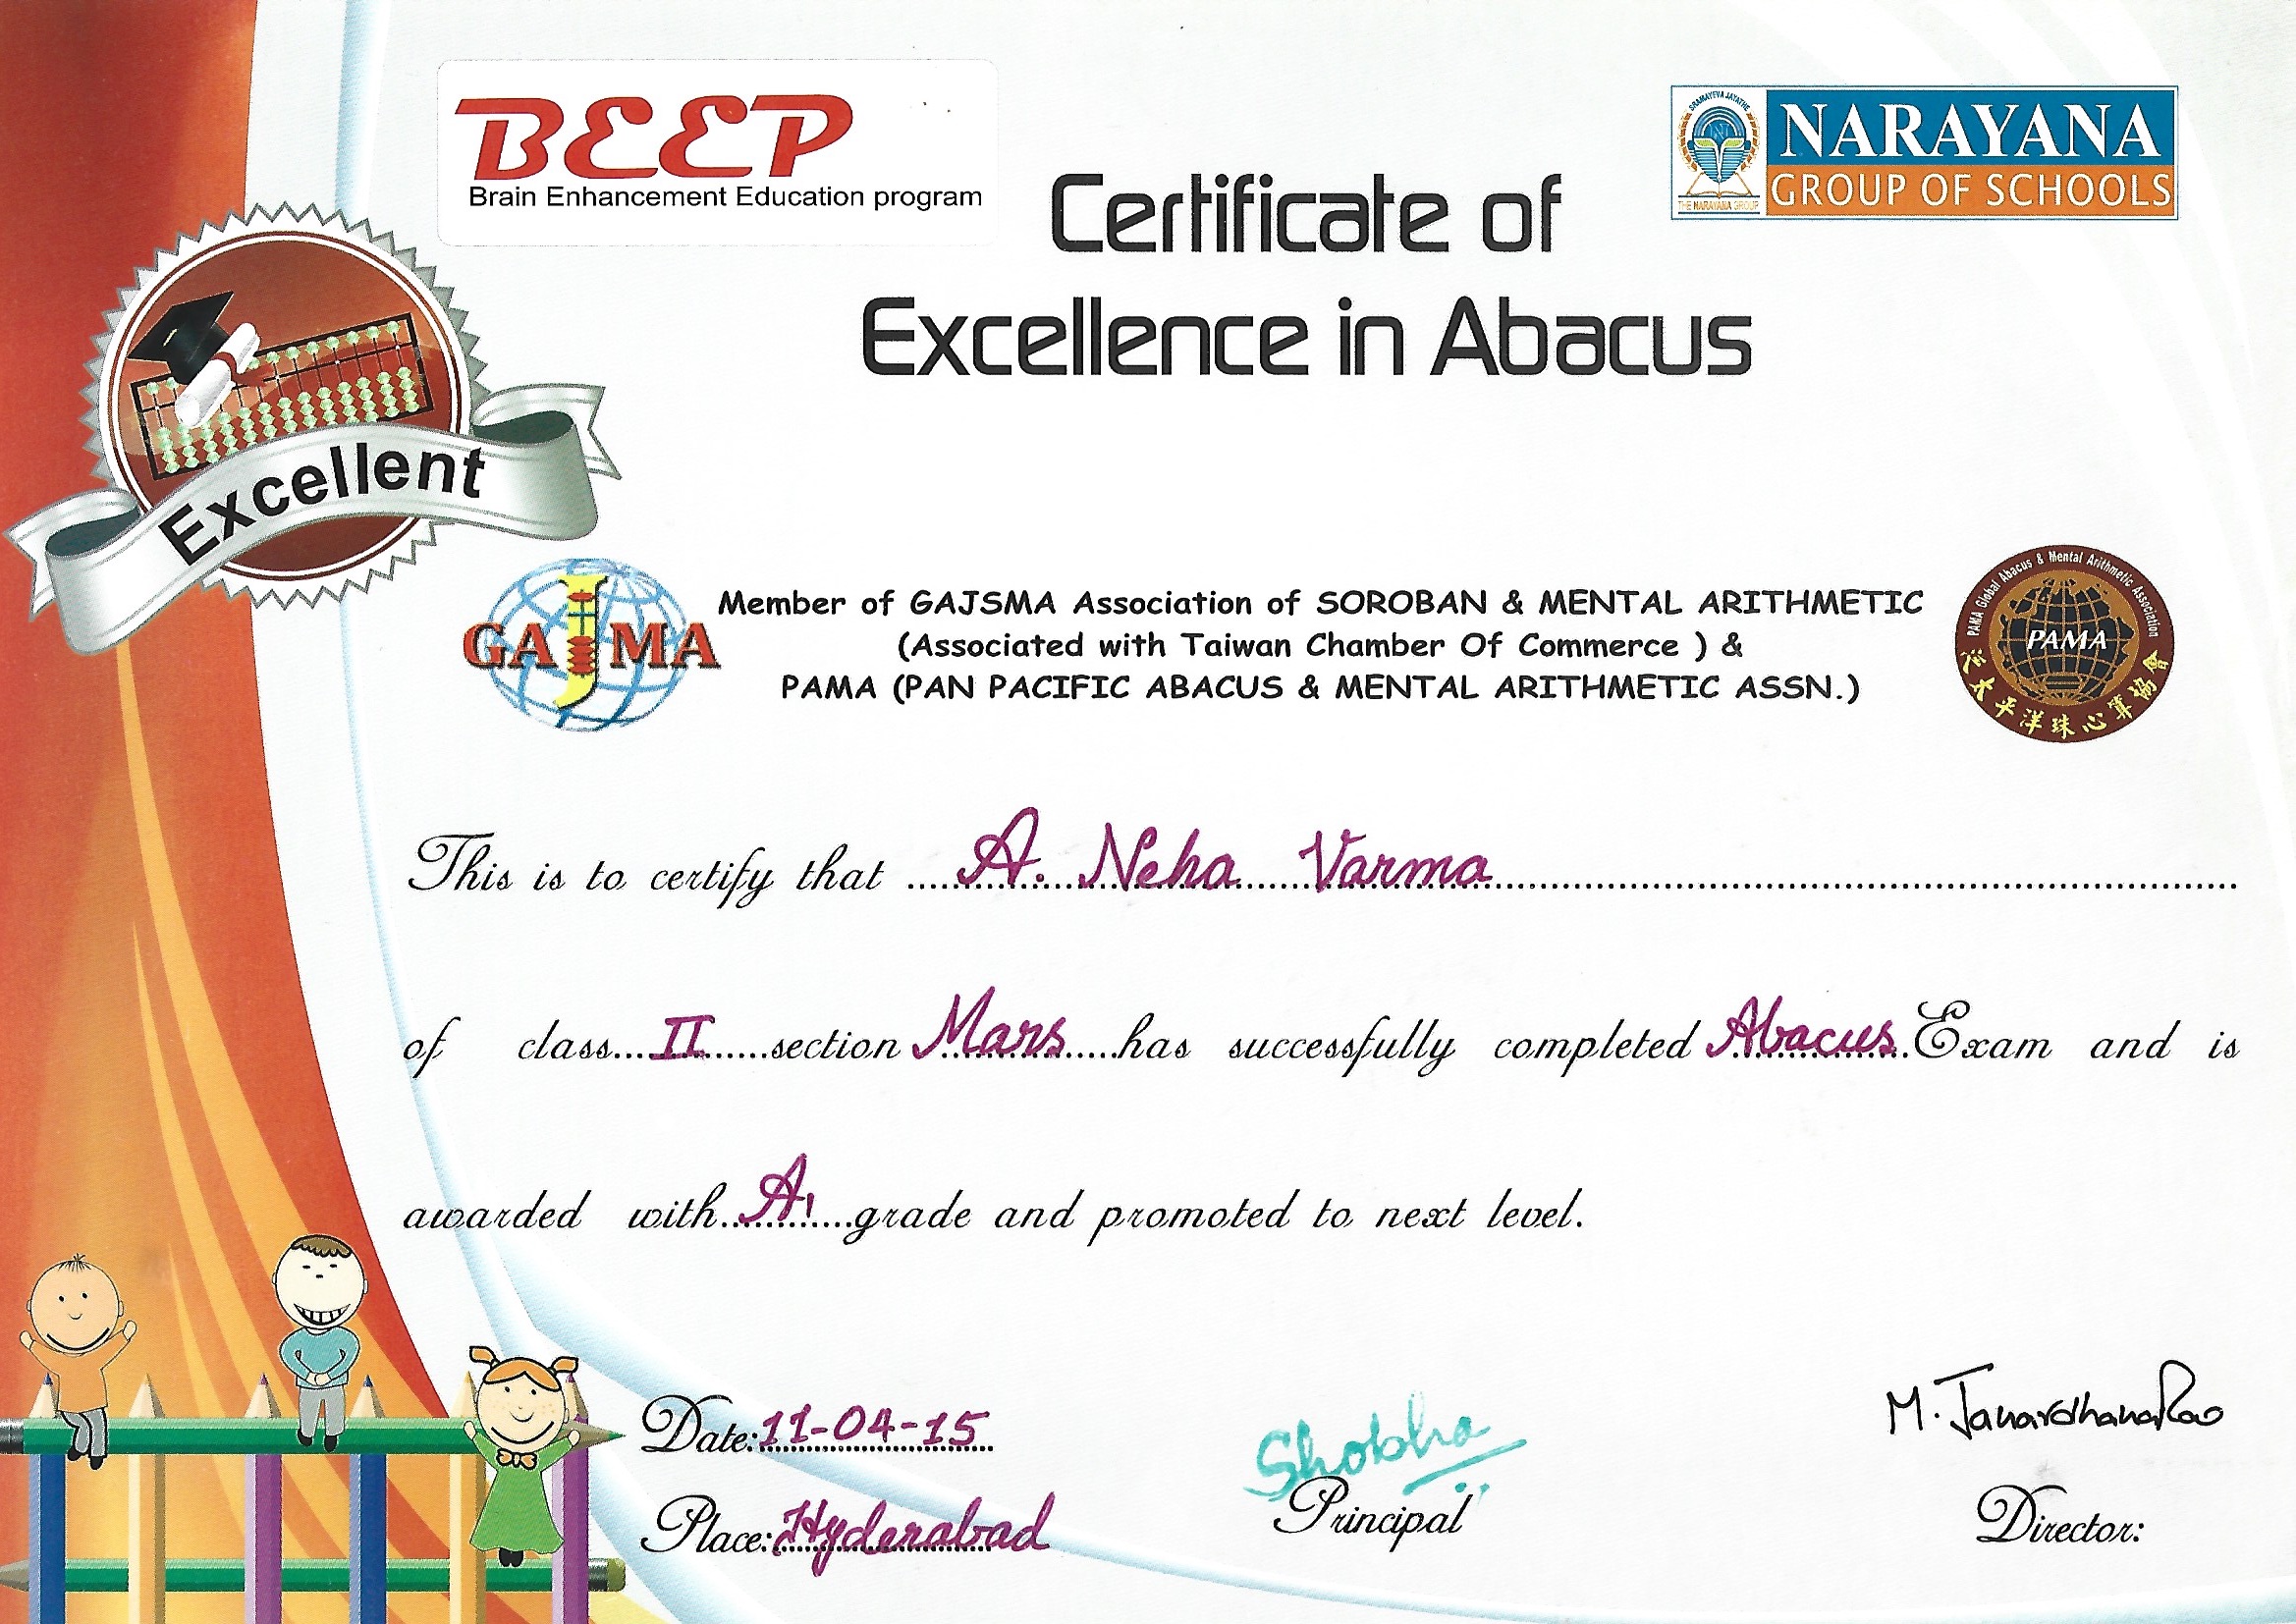 BEEP
Brain Enhancement Education program
SRAMAYEVA JAYATHE
THE NARAYANA GROUP
NARAYANA
GROUP OF SCHOOLS
Certificate of
Excellence in Abacus
Excellent
GAJMA
Member of GAJSMA Association of SOROBAN & MENTAL ARITHMETIC
(Associated with Taiwan Chamber Of Commerce ) &
PAMA (PAN PACIFIC ABACUS & MENTAL ARITHMETIC ASSN.)
PAMA Global Abacus & Mental Arithmetic Association
PAMA
泛太平洋珠心算協會
This is to certify that A. Neha Varma
of class II section Mars has successfully completed Abacus Exam and is
awarded with A1 grade and promoted to next level.
Date: 11-04-15
Place: Hyderabad
Shobha
Principal
M. JanardhanaRao
Director: